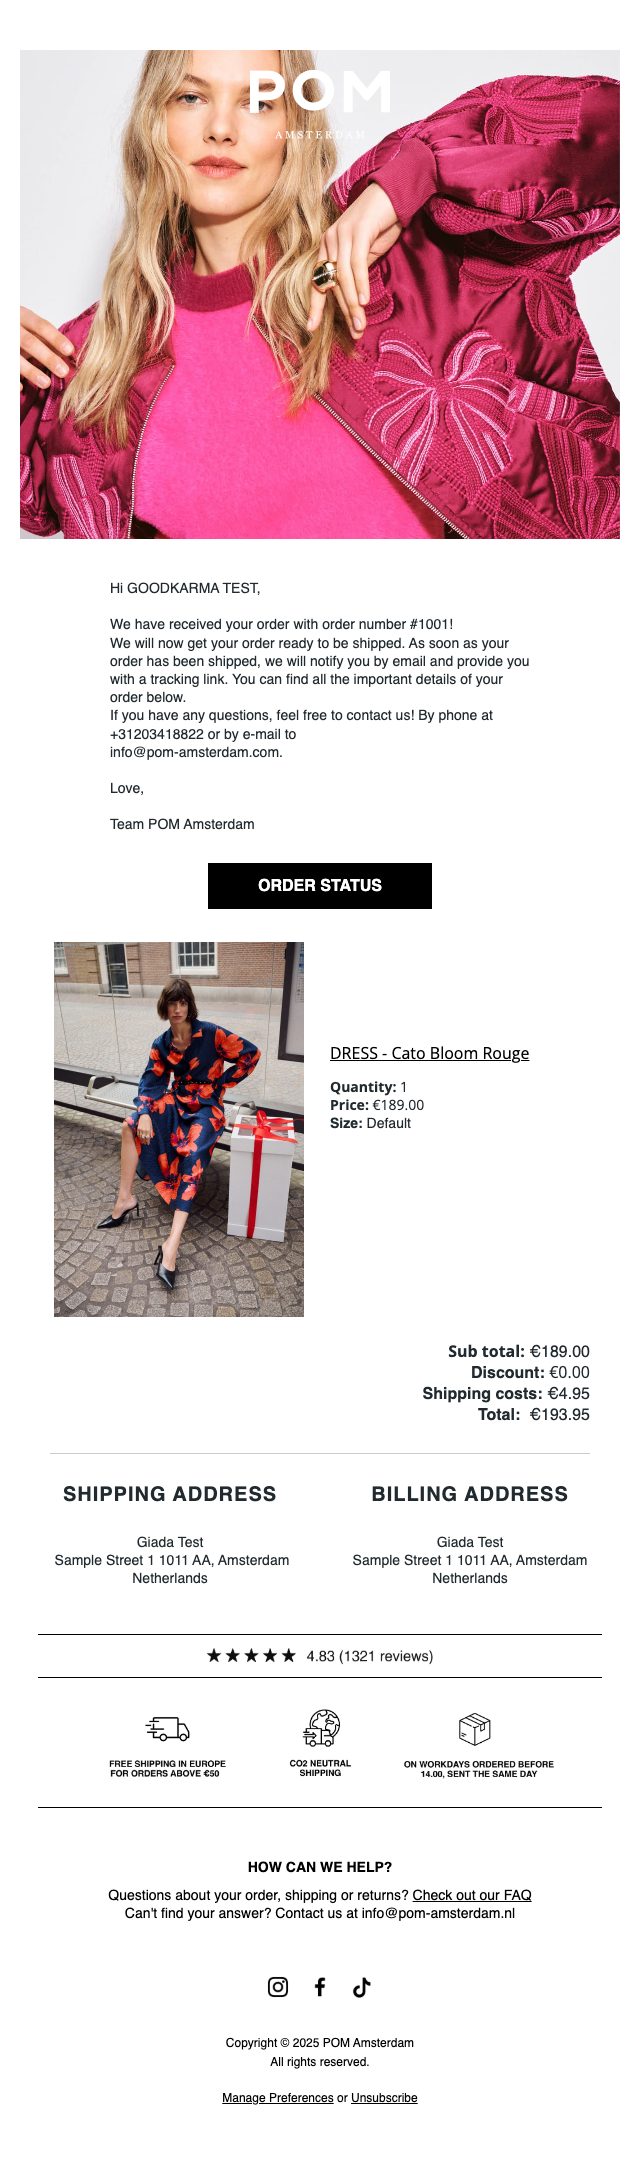 POM
AMSTERDAM
Hi GOODKARMA TEST,
We have received your order with order number #1001!
We will now get your order ready to be shipped. As soon as your
order has been shipped, we will notify you by email and provide you
with a tracking link. You can find all the important details of your
order below.
If you have any questions, feel free to contact us! By phone at
+31203418822 or by e-mail to
info@pom-amsterdam.com.
Love,
Team POM Amsterdam
ORDER STATUS
DRESS - Cato Bloom Rouge
Quantity: 1
Price: €189.00
Size: Default
Sub total: €189.00
Discount: €0.00
Shipping costs: €4.95
Total: €193.95
SHIPPING ADDRESS
Giada Test
Sample Street 1 1011 AA, Amsterdam
Netherlands
BILLING ADDRESS
Giada Test
Sample Street 1 1011 AA, Amsterdam
Netherlands
★★★★★ 4.83 (1321 reviews)
FREE SHIPPING IN EUROPE
FOR ORDERS ABOVE €50
CO2 NEUTRAL
SHIPPING
ON WORKDAYS ORDERED BEFORE
14.00, SENT THE SAME DAY
HOW CAN WE HELP?
Questions about your order, shipping or returns? Check out our FAQ
Can't find your answer? Contact us at info@pom-amsterdam.nl
Copyright © 2025 POM Amsterdam
All rights reserved.
Manage Preferences or Unsubscribe